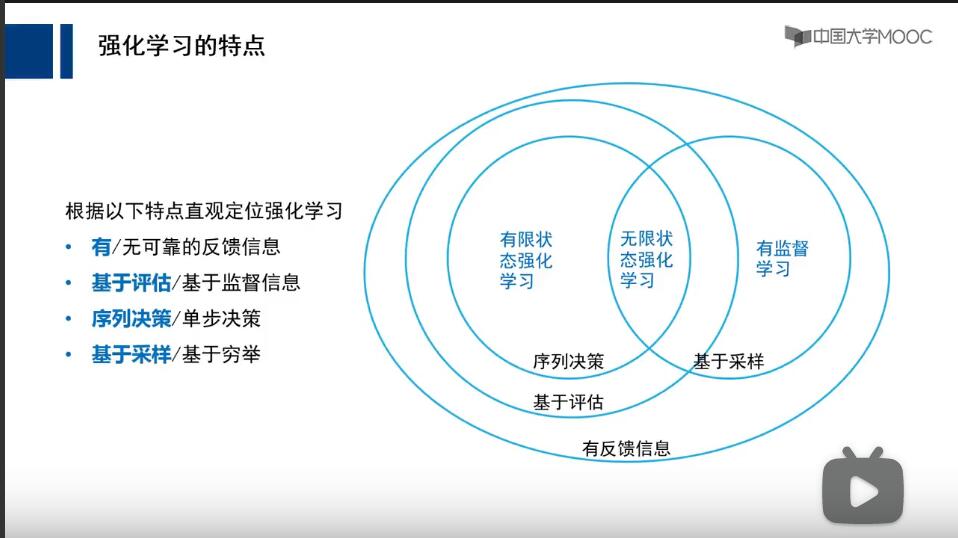 强化学习的特点
中国大学MOOC
根据以下特点直观定位强化学习
• 有/无可靠的反馈信息
• 基于评估/基于监督信息
• 序列决策/单步决策
• 基于采样/基于穷举
有限状
态强化
学习
无限状
态强化
学习
有监督
学习
序列决策
基于采样
基于评估
有反馈信息